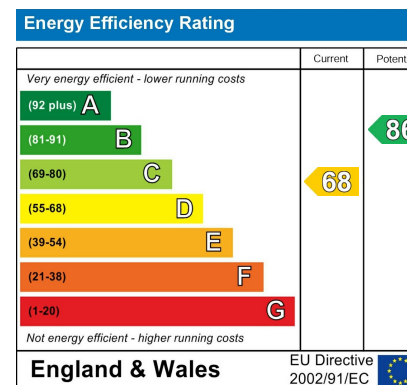 Energy Efficiency Rating
Current Potent
Very energy efficient - lower running costs
(92 plus) A
(81-91) B
(69-80) C
(55-68) D
(39-54) E
(21-38) F
(1-20) G
68
86
Not energy efficient - higher running costs
England & Wales
EU Directive
2002/91/EC